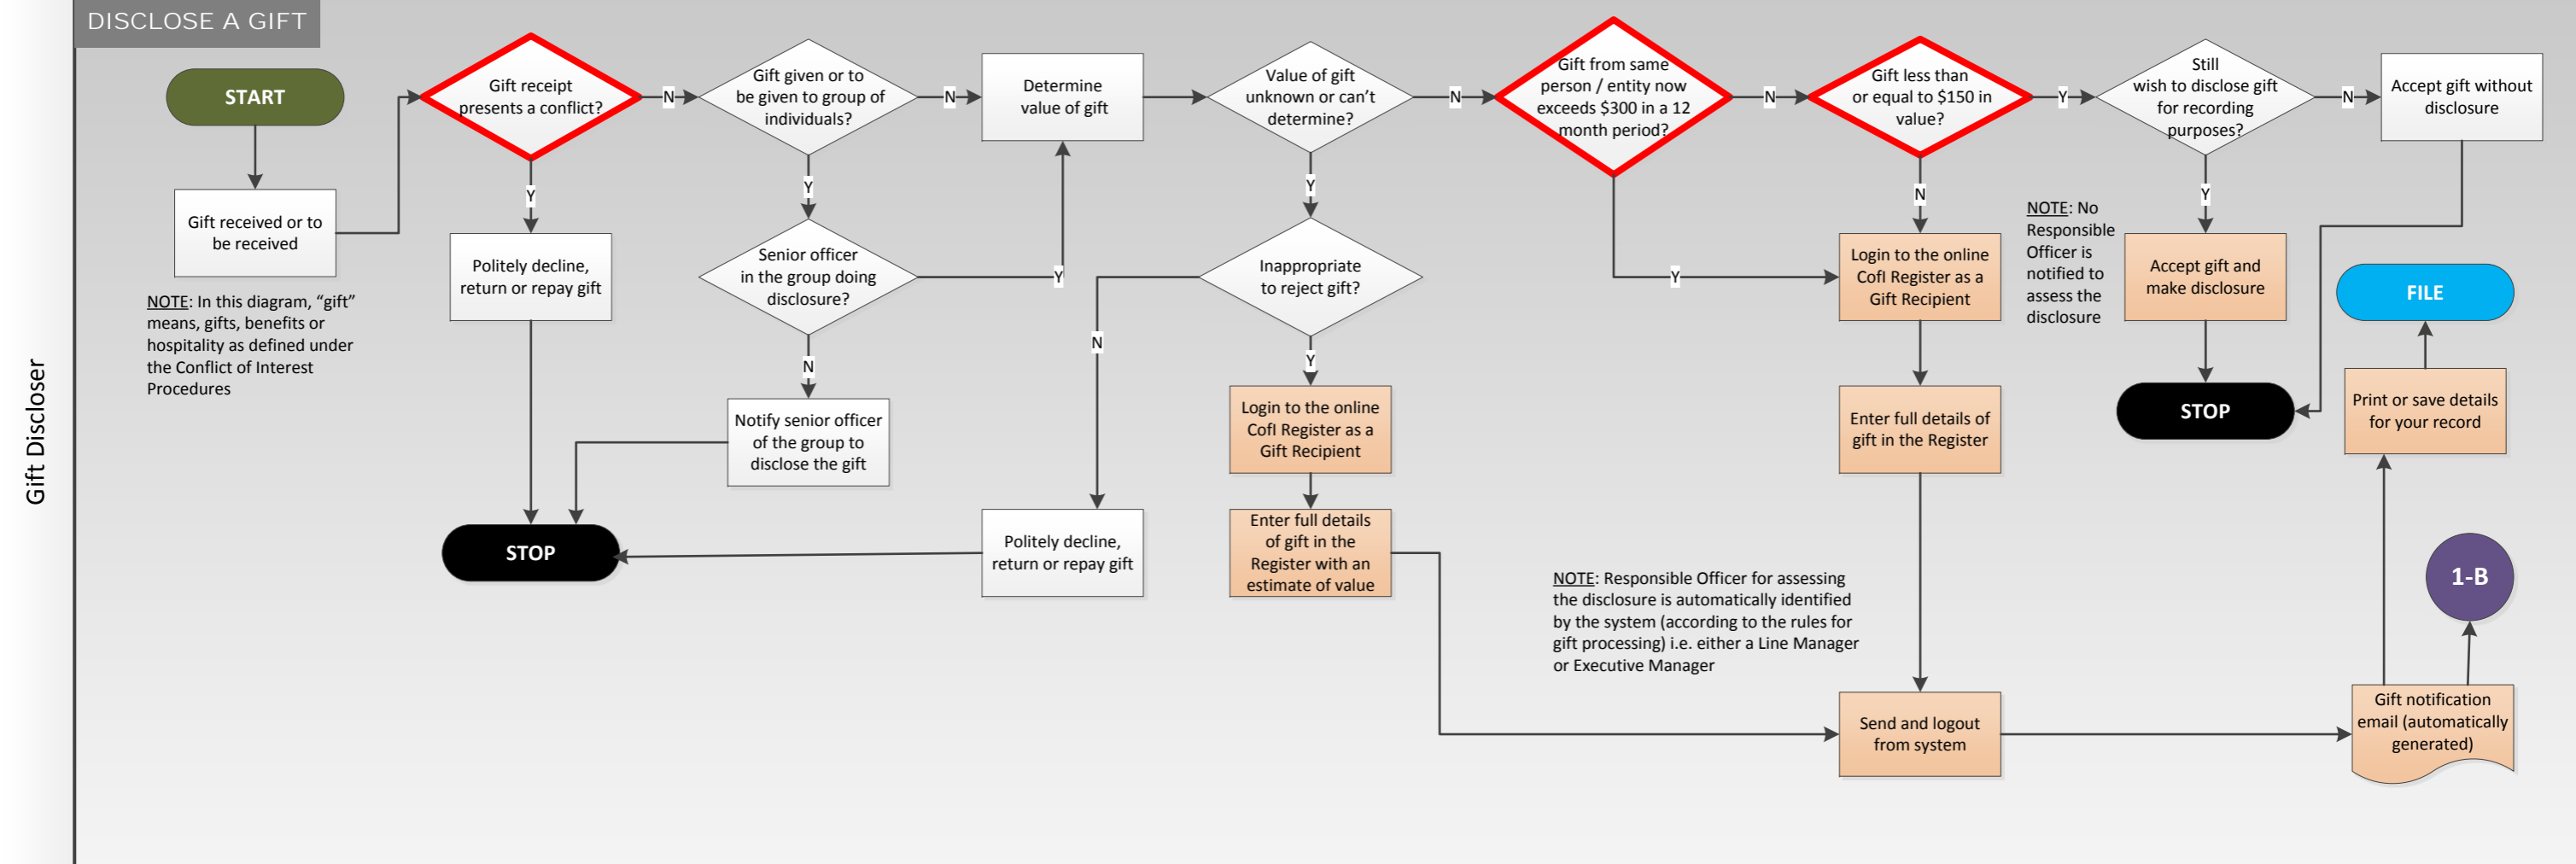 DISCLOSE A GIFT
Gift Discloser
START
Gift received or to
be received
NOTE: In this diagram, “gift”
means, gifts, benefits or
hospitality as defined under
the Conflict of Interest
Procedures
Gift receipt
presents a conflict?
N
Y
Politely decline,
return or repay gift
STOP
Gift given or to
be given to group of
individuals?
N
Y
Senior officer
in the group doing
disclosure?
Y
N
Notify senior officer
of the group to
disclose the gift
Determine
value of gift
Value of gift
unknown or can’t
determine?
N
Y
Inappropriate
to reject gift?
N
Y
Politely decline,
return or repay gift
Login to the online
CofI Register as a
Gift Recipient
Enter full details
of gift in the
Register with an
estimate of value
Gift from same
person / entity now
exceeds $300 in a 12
month period?
N
Y
Gift less than
or equal to $150 in
value?
Y
N
Login to the online
CofI Register as a
Gift Recipient
Enter full details of
gift in the Register
NOTE: Responsible Officer for assessing
the disclosure is automatically identified
by the system (according to the rules for
gift processing) i.e. either a Line Manager
or Executive Manager
Send and logout
from system
Still
wish to disclose gift
for recording
purposes?
N
Y
NOTE: No
Responsible
Officer is
notified to
assess the
disclosure
Accept gift and
make disclosure
STOP
Accept gift without
disclosure
FILE
Print or save details
for your record
1-B
Gift notification
email (automatically
generated)